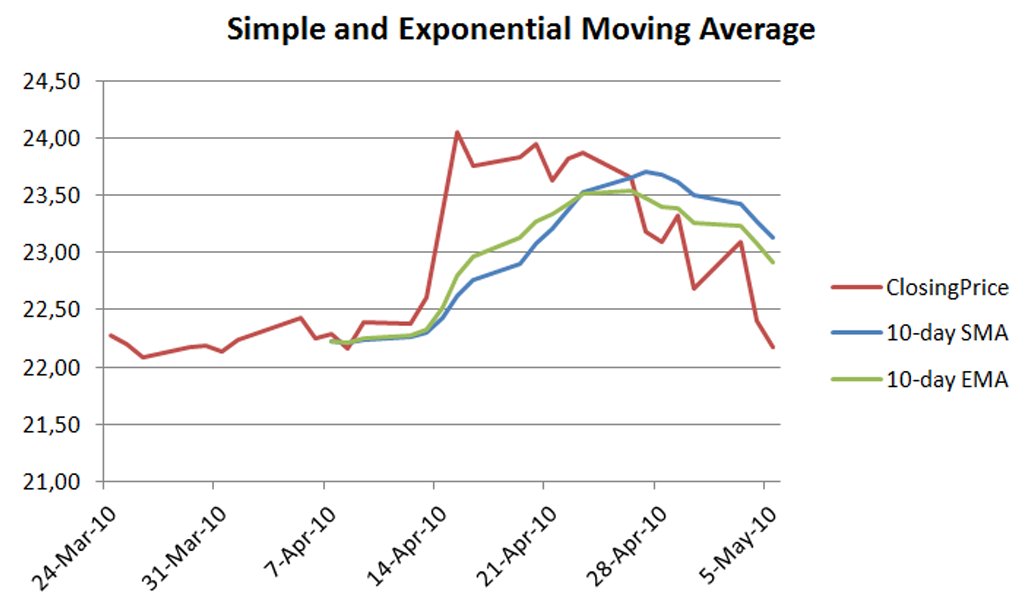 Simple and Exponential Moving Average
24,50
24,00
23,50
23,00
22,50
22,00
21,50
21,00
24-Mar-10
31-Mar-10
7-Apr-10
14-Apr-10
21-Apr-10
28-Apr-10
5-May-10
ClosingPrice
10-day SMA
10-day EMA